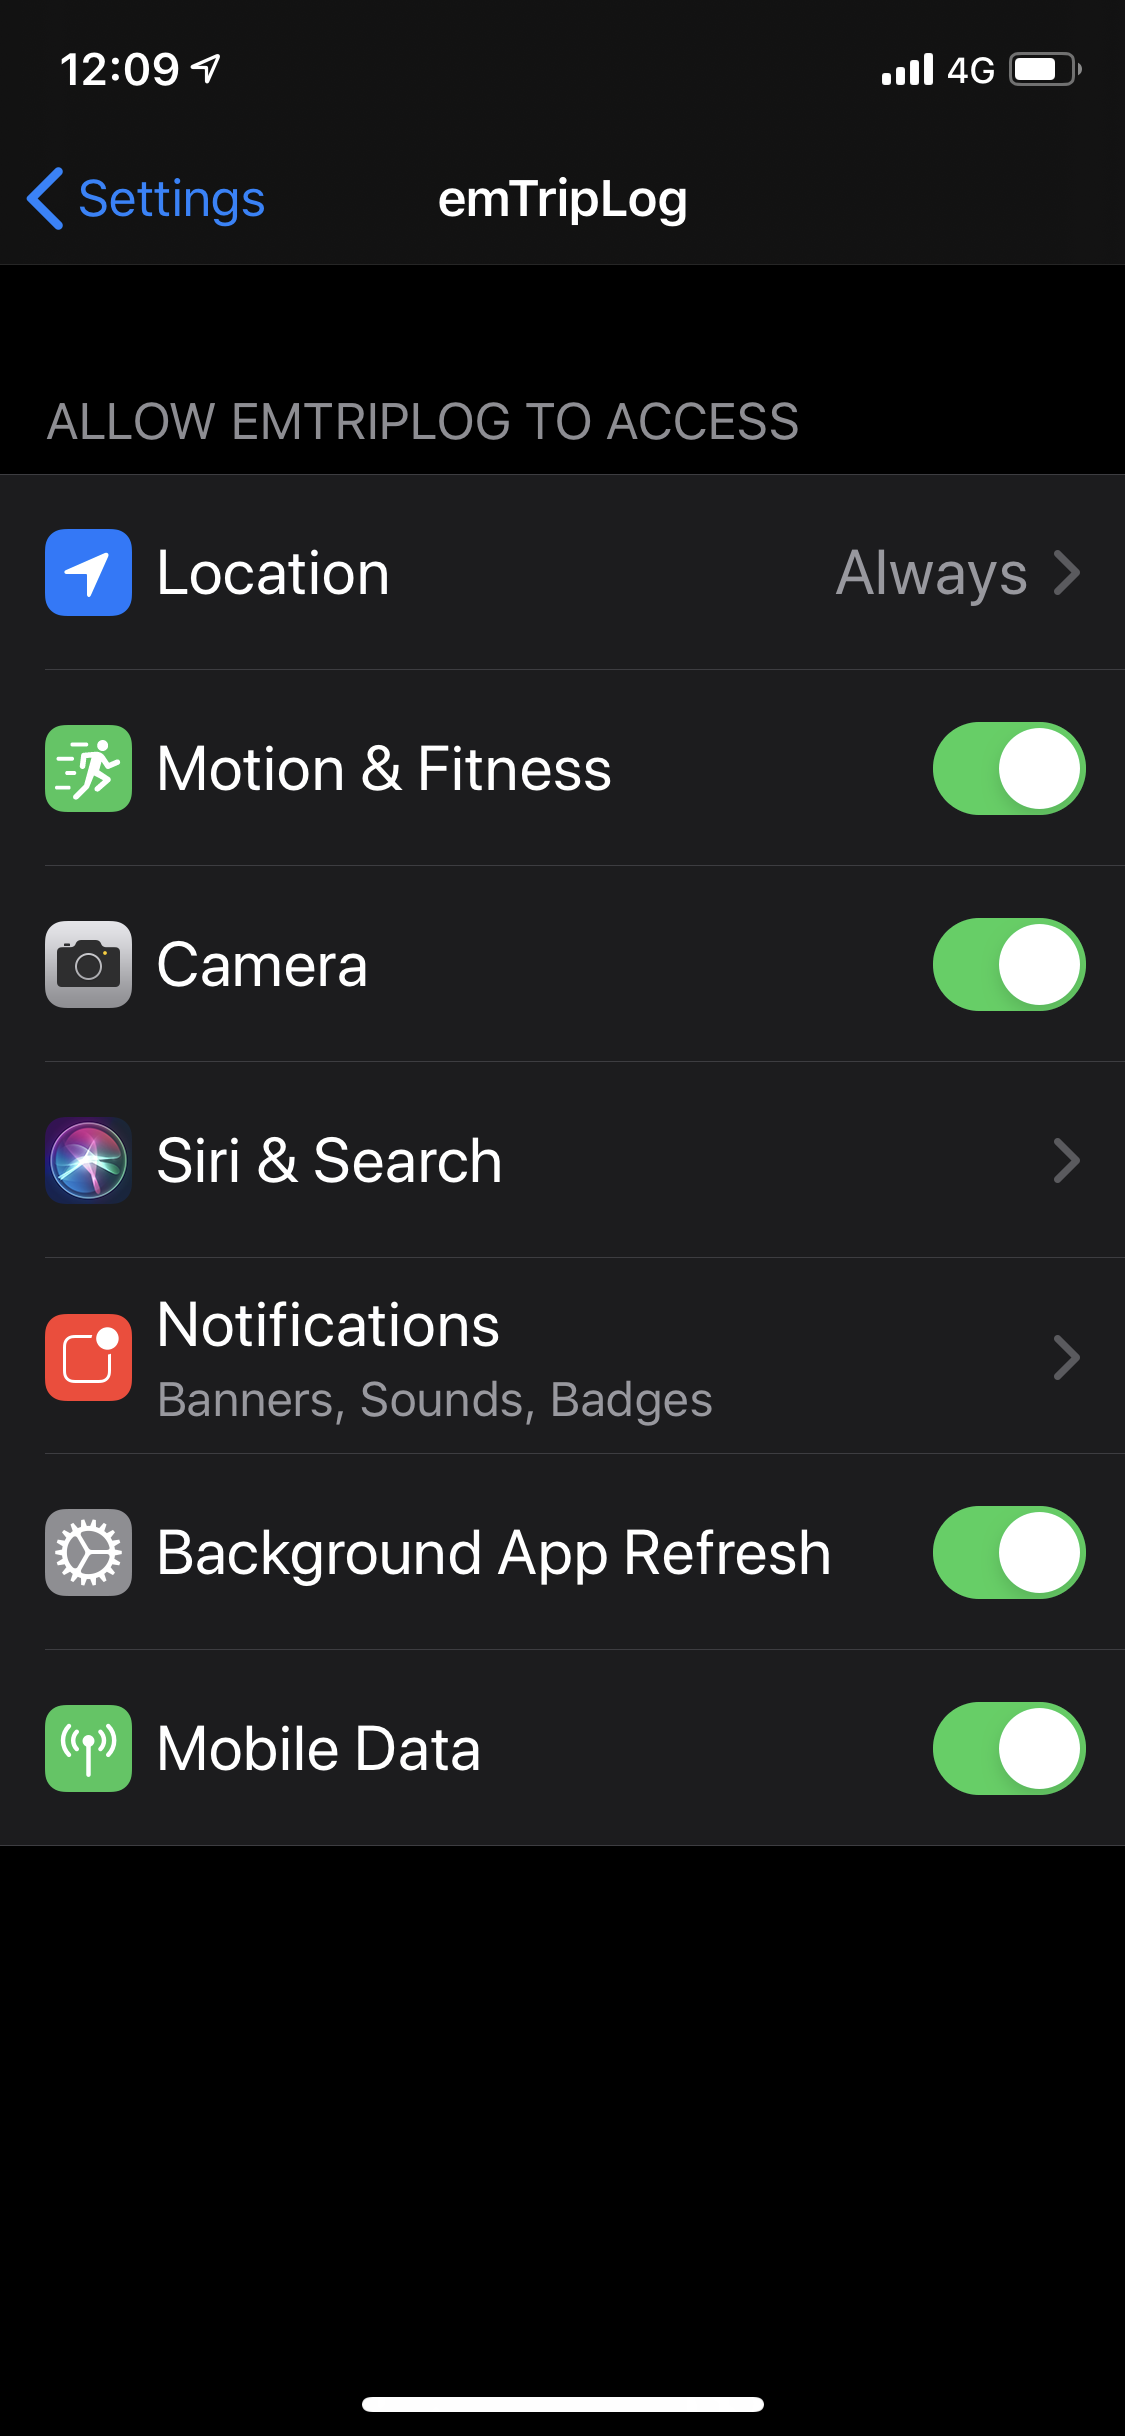 12:09
4G
Settings
emTripLog
ALLOW EMTRIPLOG TO ACCESS
Location
Always
Motion & Fitness
Camera
Siri & Search
Notifications
Banners, Sounds, Badges
Background App Refresh
Mobile Data